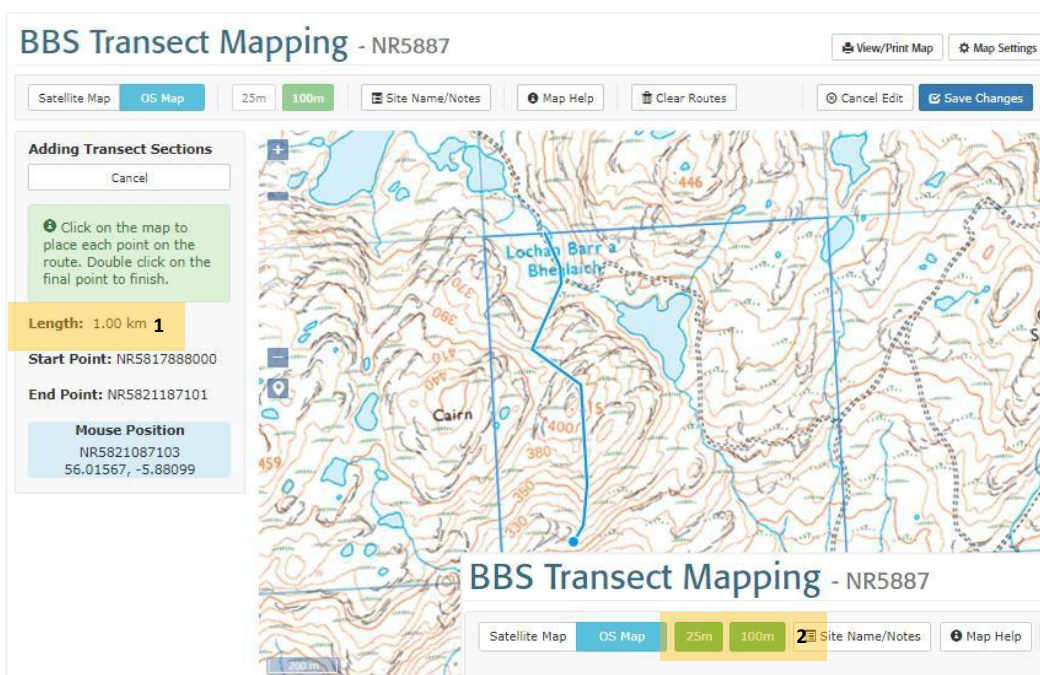 BBS Transect Mapping - NR5887
View/Print Map
Map Settings
Satellite Map
OS Map
25m
100m
Site Name/Notes
Map Help
Clear Routes
Cancel Edit
Save Changes
Adding Transect Sections
Cancel
Click on the map to
place each point on the
route. Double click on the
final point to finish.
Length: 1.00 km 1
Start Point: NR5817888000
End Point: NR5821187101
Mouse Position
NR5821087103
56.01567, -5.88099
446
Lochan Barr a'
Bhealaich
370
390
410
440
Cairn
400
380
459
350
330
200 m
BBS Transect Mapping - NR5887
Satellite Map
OS Map
25m
100m
2
Site Name/Notes
Map Help